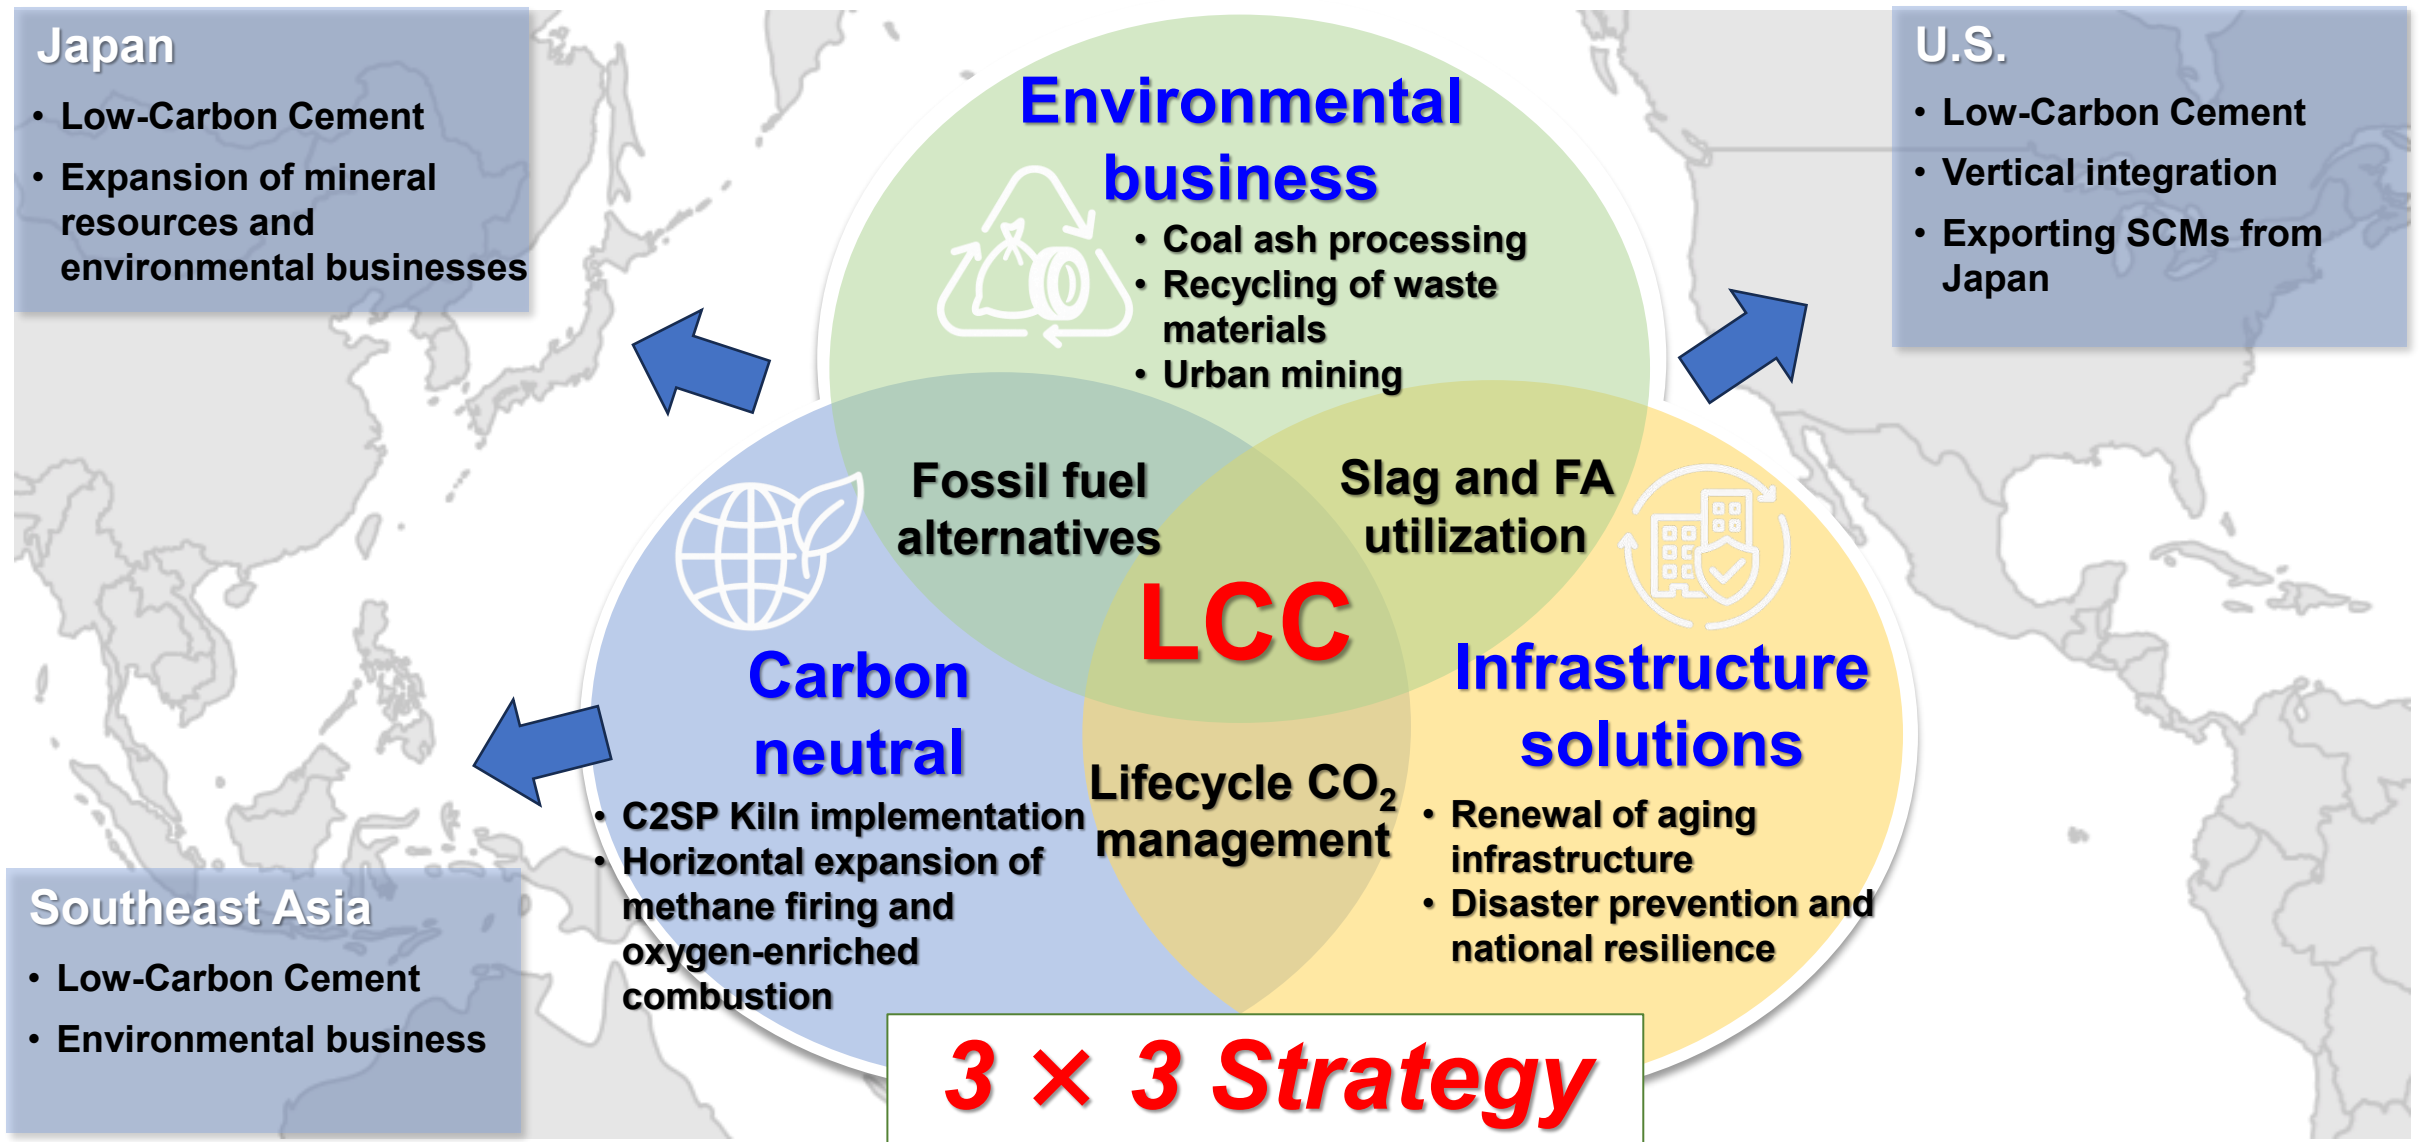 Japan
• Low-Carbon Cement
• Expansion of mineral
resources and
environmental businesses
Environmental
business
• Coal ash processing
• Recycling of waste
materials
• Urban mining
U.S.
• Low-Carbon Cement
• Vertical integration
• Exporting SCMs from
Japan
Fossil fuel
alternatives
Slag and FA
utilization
LCC
Carbon
neutral
• C2SP Kiln implementation
• Horizontal expansion of
methane firing and
oxygen-enriched
combustion
Lifecycle CO₂
management
Infrastructure
solutions
• Renewal of aging
infrastructure
• Disaster prevention and
national resilience
Southeast Asia
• Low-Carbon Cement
• Environmental business
3 × 3 Strategy